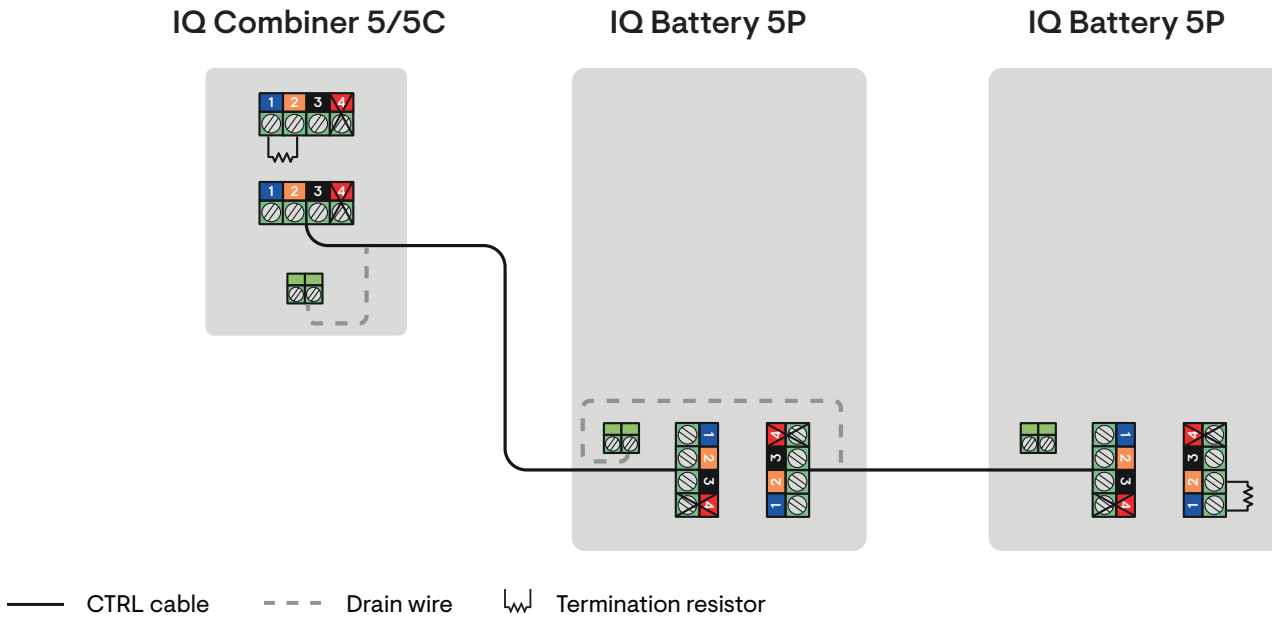 IQ Combiner 5/5C IQ Battery 5P IQ Battery 5P
1 2 3 4
1 2 3 4
1 4 1 4
2 3 2 3
3 2 3 2
4 1 4 1
CTRL cable Drain wire Termination resistor